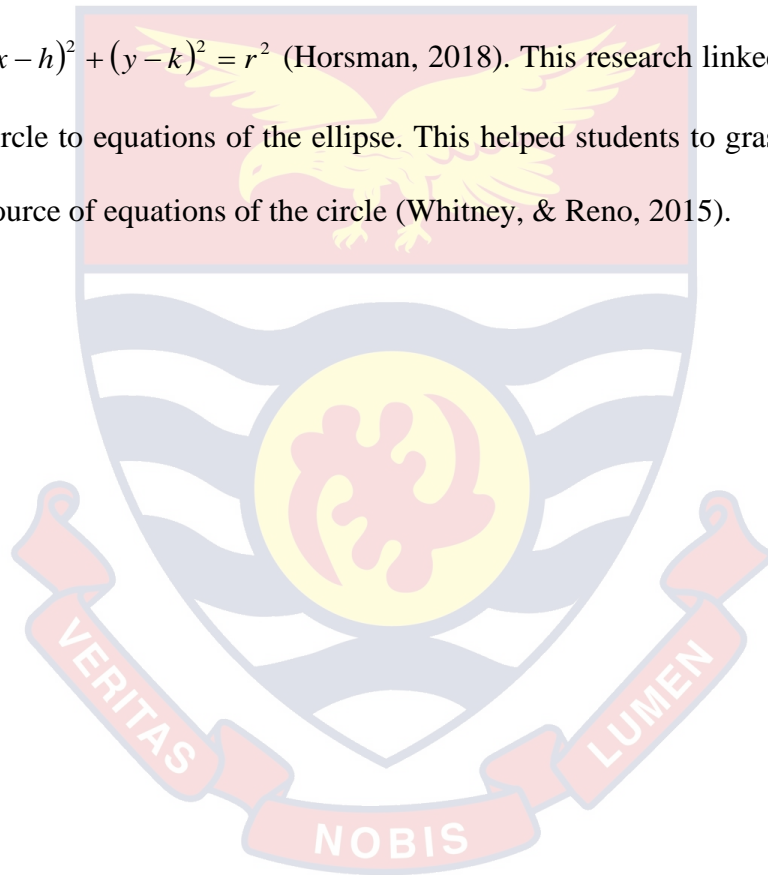 x – h)² + (y – k)² = r² (Horsman, 2018). This research linked
ircle to equations of the ellipse. This helped students to gras
ource of equations of the circle (Whitney, & Reno, 2015).
VERITAS
NOBIS
LUMEN